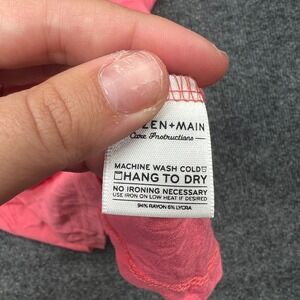 ZEN+MAIN
Care Instructions
MACHINE WASH COLD
HANG TO DRY
NO IRONING NECESSARY
USE IRON ON LOW HEAT IF DESIRED
94% RAYON 6% LYCRA